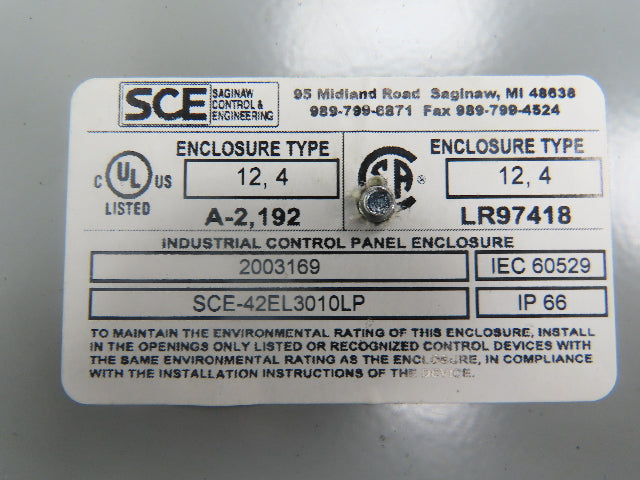 SCE SAGINAW CONTROL & ENGINEERING
95 Midland Road Saginaw, MI 48638
989-799-6871 Fax 989-799-4524
ENCLOSURE TYPE
12, 4
C UL US
LISTED
A-2,192
ENCLOSURE TYPE
12, 4
SA ®
LR97418
INDUSTRIAL CONTROL PANEL ENCLOSURE
2003169 IEC 60529
SCE-42EL3010LP IP 66
TO MAINTAIN THE ENVIRONMENTAL RATING OF THIS ENCLOSURE, INSTALL
IN THE OPENINGS ONLY LISTED OR RECOGNIZED CONTROL DEVICES WITH
THE SAME ENVIRONMENTAL RATING AS THE ENCLOSURE, IN COMPLIANCE
WITH THE INSTALLATION INSTRUCTIONS OF THE DEVICE.